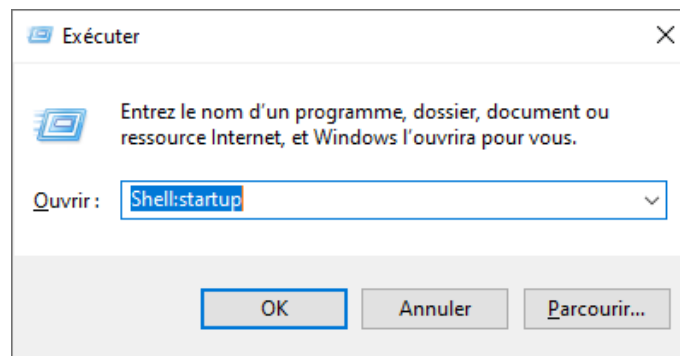 Exécuter
Entrez le nom d'un programme, dossier, document ou
ressource Internet, et Windows l'ouvrira pour vous.
Ouvrir :
Shell:startup
OK
Annuler
Parcourir...